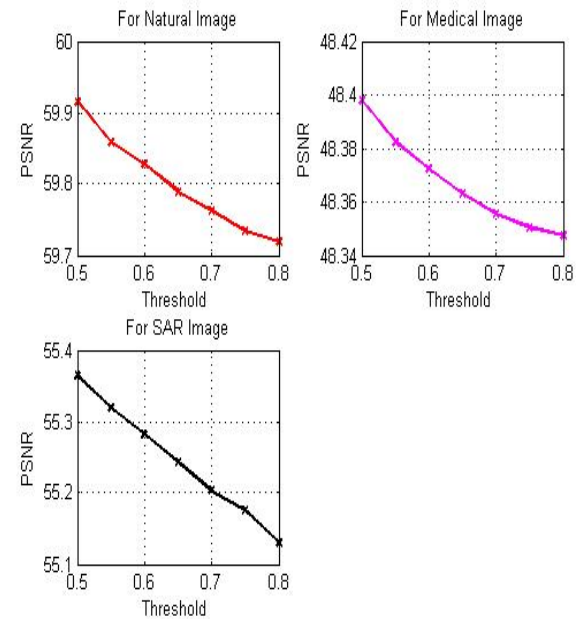 For Natural Image
60
59.9
59.8
59.7
PSNR
0.5 0.6 0.7 0.8
Threshold
For Medical Image
48.42
48.4
48.38
48.36
48.34
PSNR
0.5 0.6 0.7 0.8
Threshold
For SAR Image
55.4
55.3
55.2
55.1
PSNR
0.5 0.6 0.7 0.8
Threshold